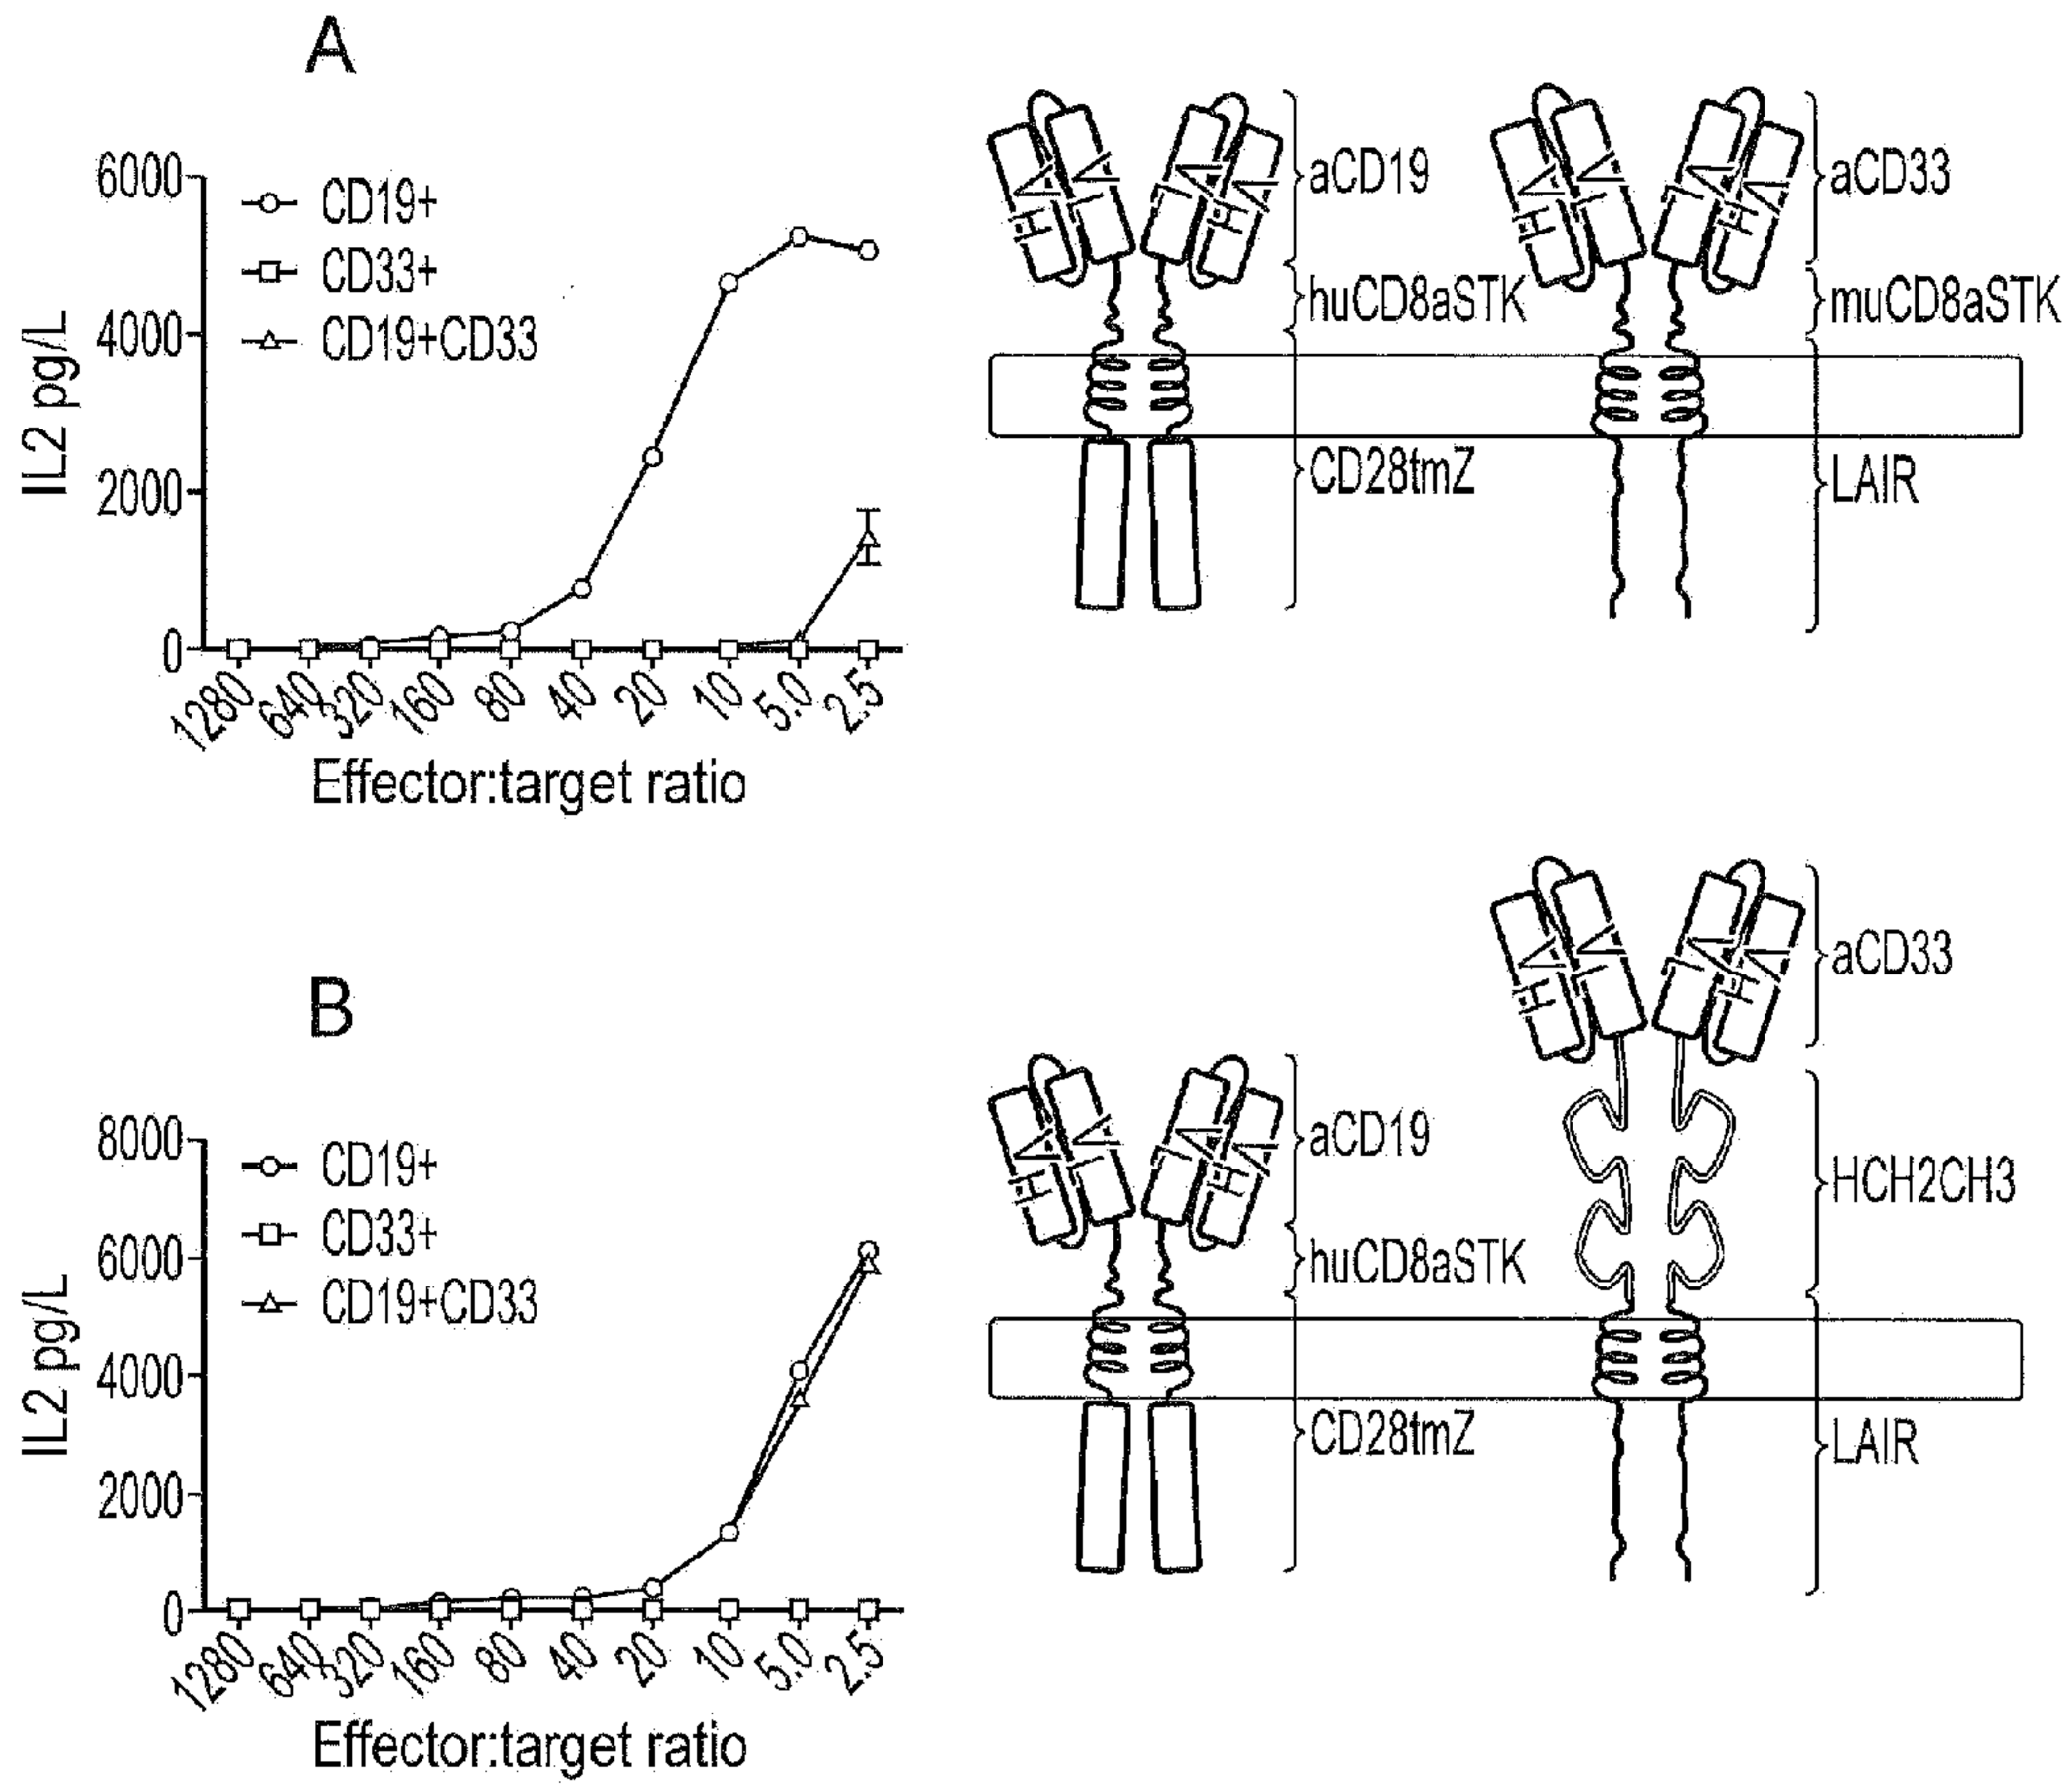 A
6000
4000
2000
0
IL2 pg/L
CD19+
CD33+
CD19+CD33
1280 640 320 160 80 40 20 10 5.0 2.5
Effector:target ratio
aCD19
huCD8aSTK
CD28tmZ
aCD33
muCD8aSTK
LAIR
B
8000
6000
4000
2000
0
IL2 pg/L
CD19+
CD33+
CD19+CD33
1280 640 320 160 80 40 20 10 5.0 2.5
Effector:target ratio
aCD19
huCD8aSTK
CD28tmZ
aCD33
HCH2CH3
LAIR